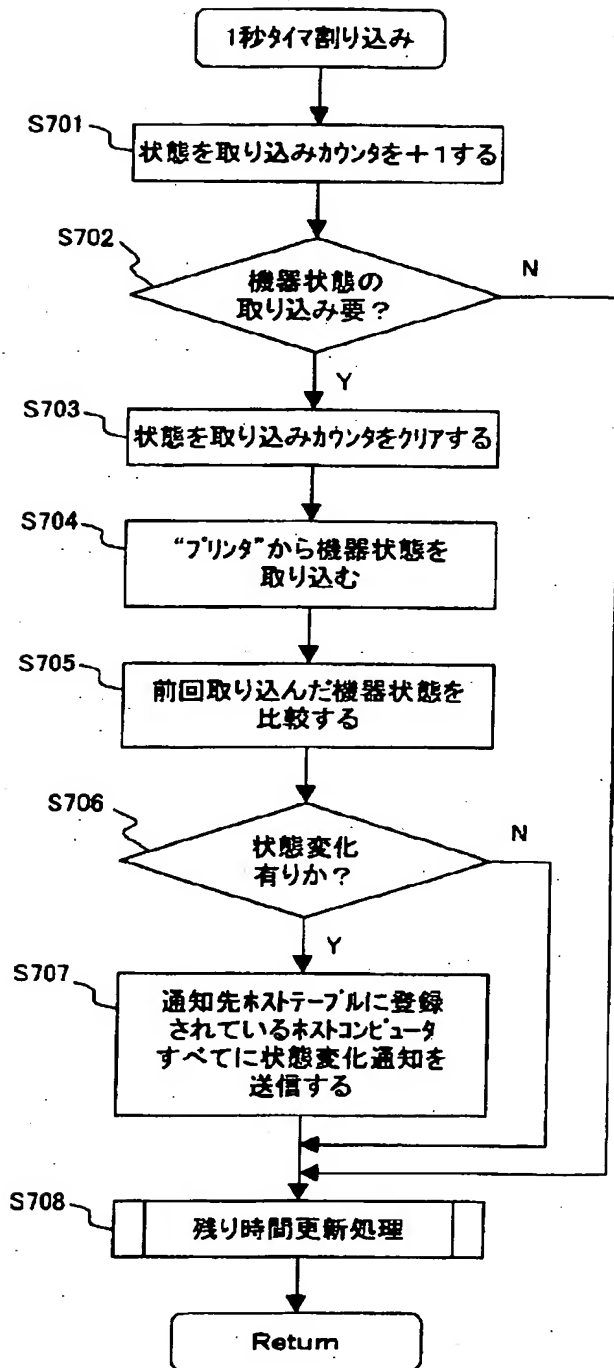 1秒タイマ割り込み
S701
状態を取り込みカウンタを+1する
S702
機器状態の
取り込み要?
N
Y
S703
状態を取り込みカウンタをクリアする
S704
“プリンタ”から機器状態を
取り込む
S705
前回取り込んだ機器状態を
比較する
S706
状態変化
有りか?
N
Y
S707
通知先ホストテーブルに登録
されているホストコンピュータ
すべてに状態変化通知を
送信する
S708
残り時間更新処理
Return